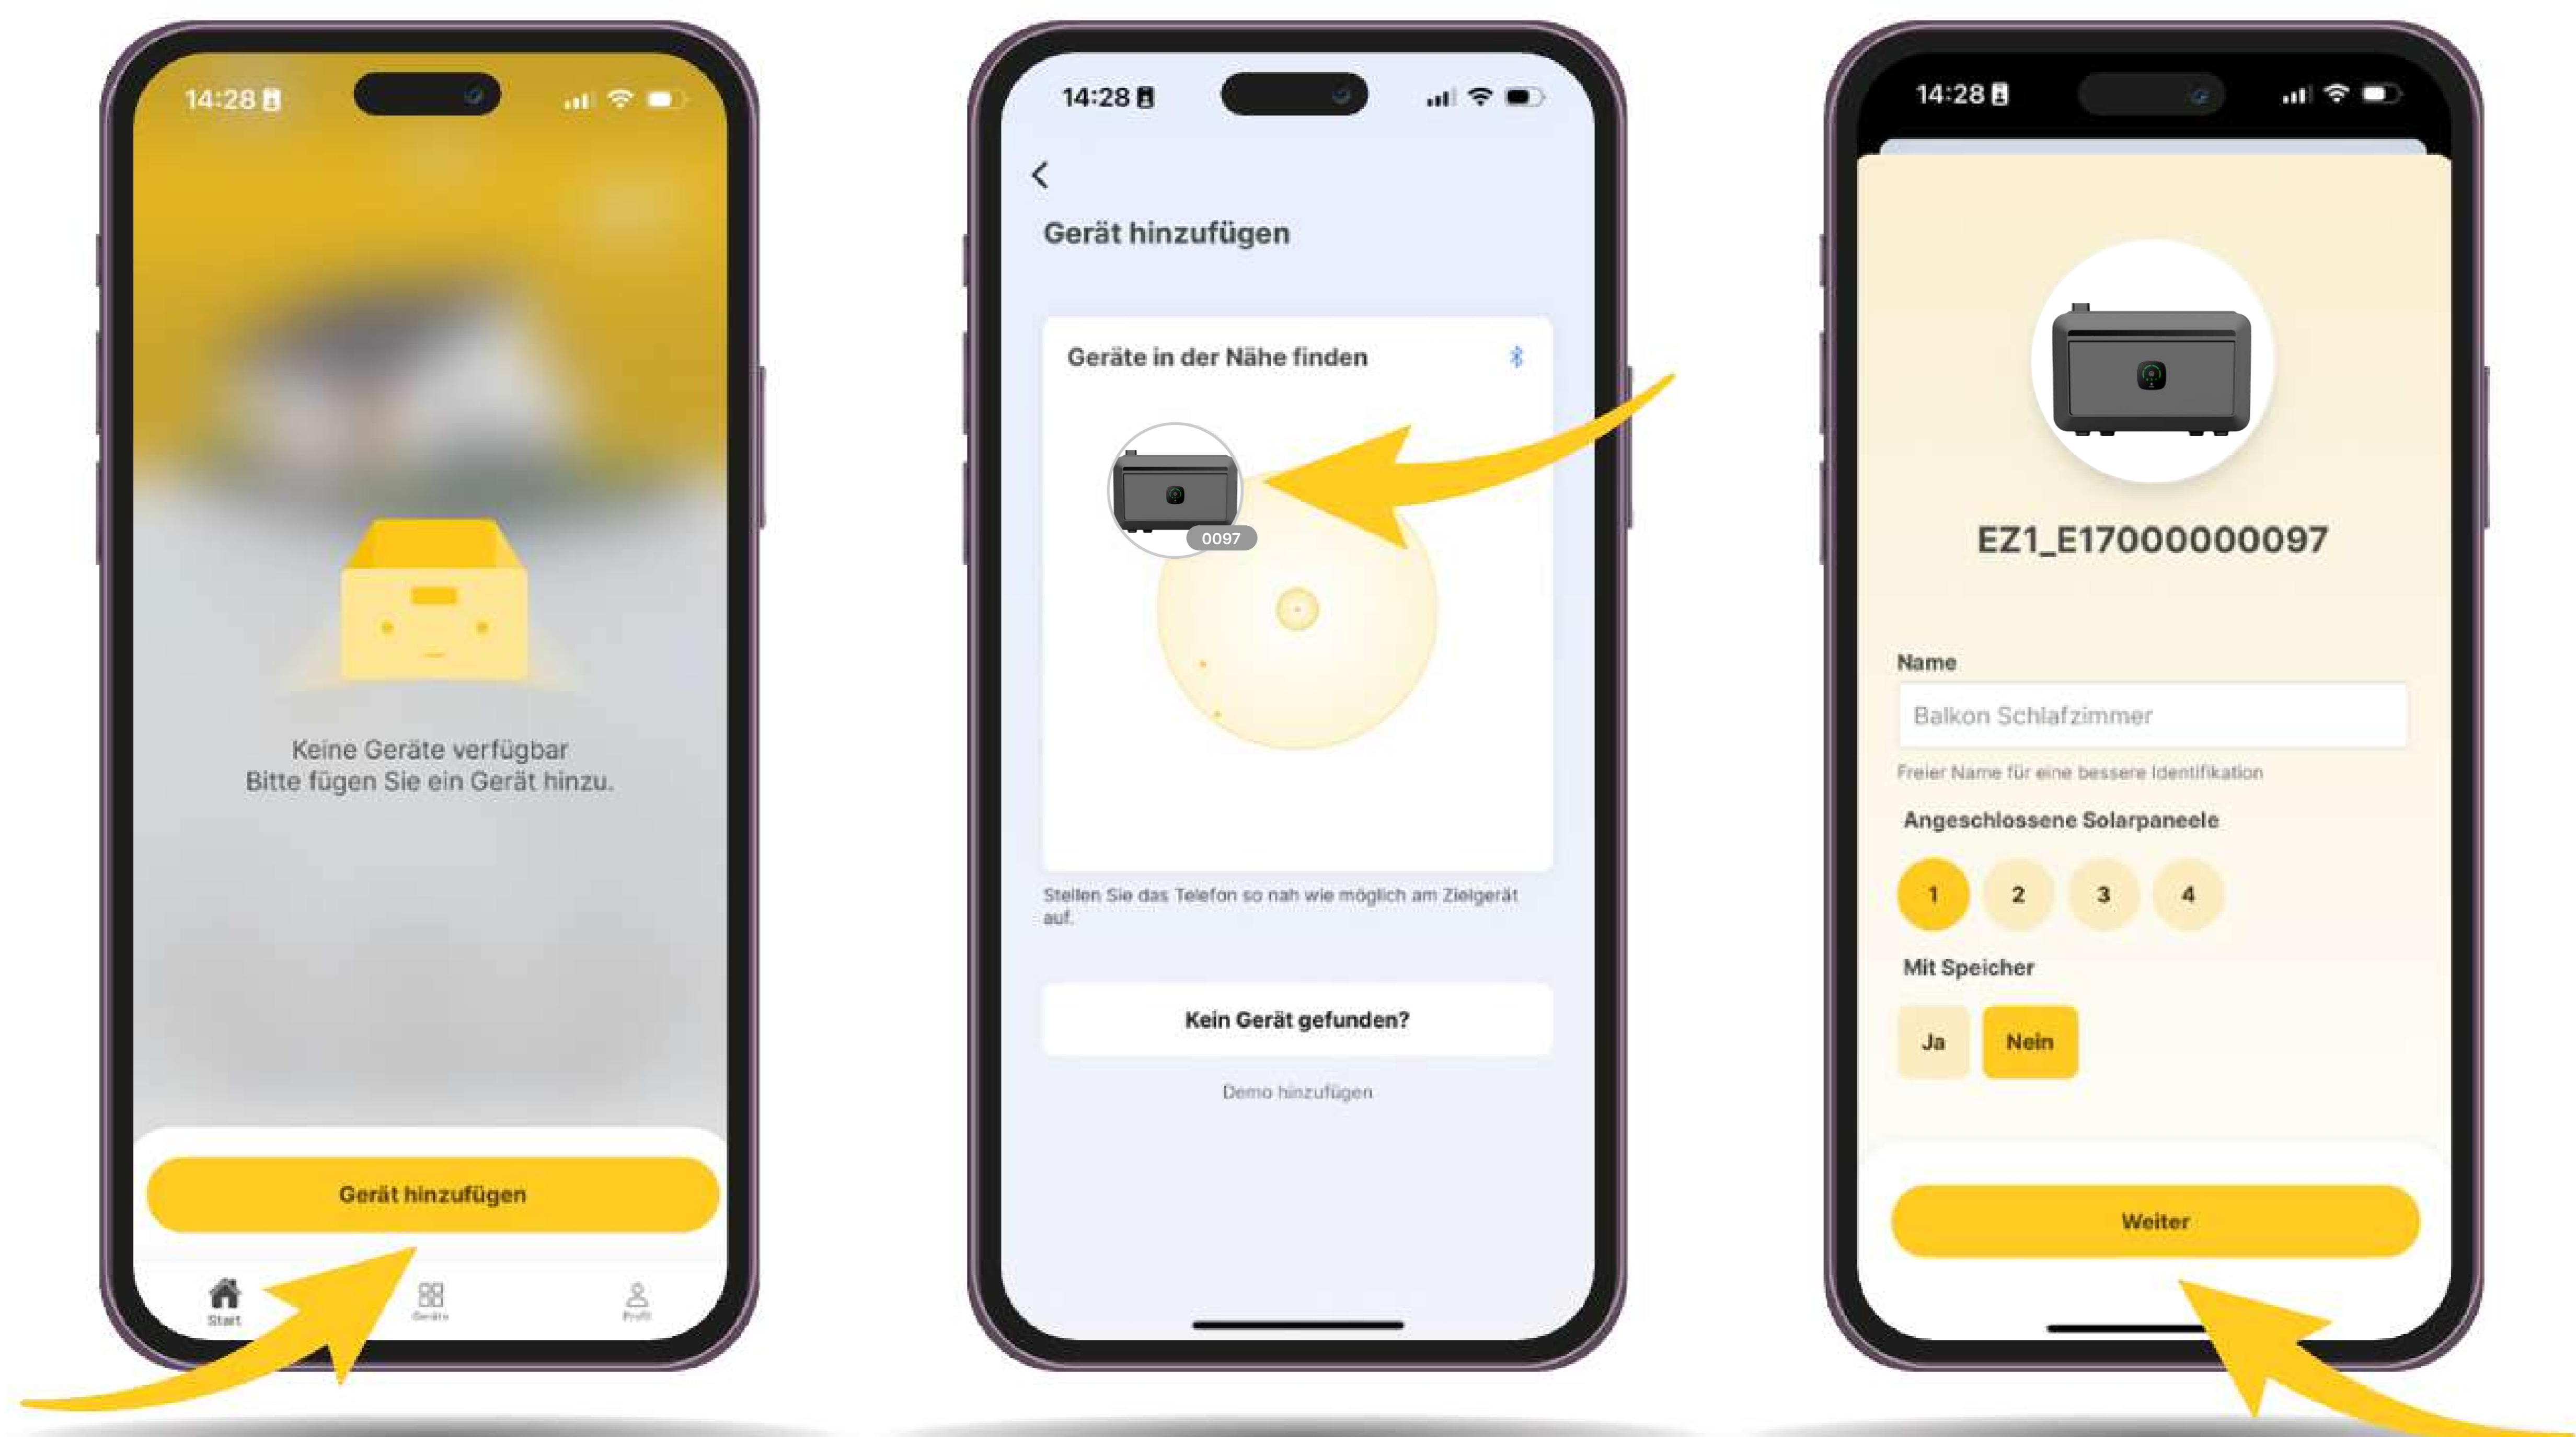 14:28
Keine Geräte verfügbar
Bitte fügen Sie ein Gerät hinzu.
Gerät hinzufügen
Start
Geräte
Profil
14:28
Gerät hinzufügen
Geräte in der Nähe finden
0097
Stellen Sie das Telefon so nah wie möglich am Zielgerät
auf.
Kein Gerät gefunden?
Demo hinzufügen
14:28
EZ1_E17000000097
Name
Balkon Schlafzimmer
Freier Name für eine bessere Identifikation
Angeschlossene Solarpaneele
1 2 3 4
Mit Speicher
Ja Nein
Weiter